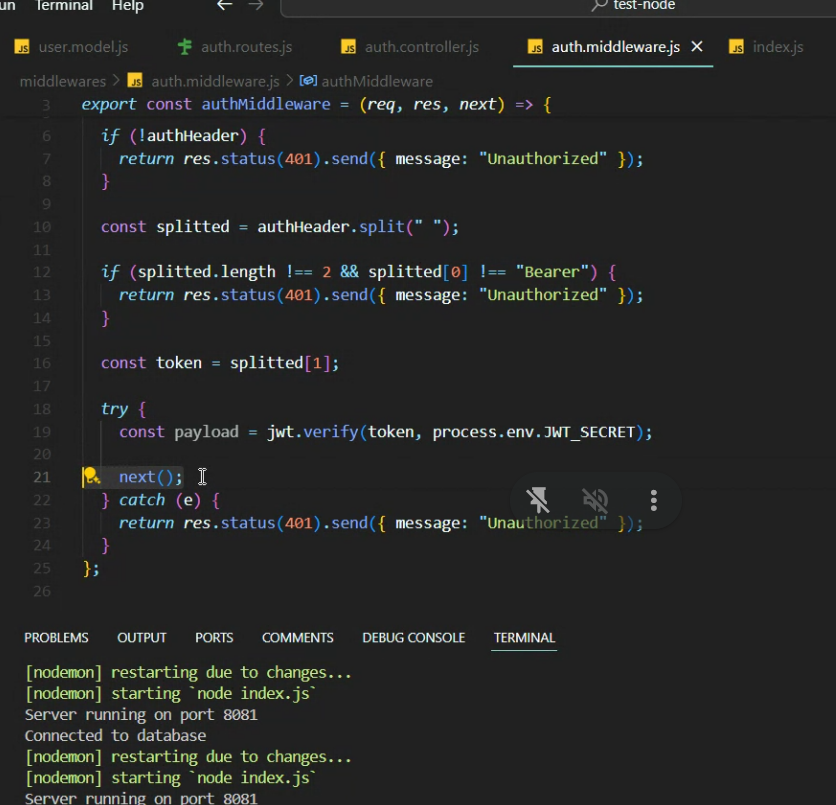 un Terminal Help ← → test-node
JS user.model.js auth.routes.js JS auth.controller.js JS auth.middleware.js × JS index.js
middlewares > JS auth.middleware.js > authMiddleware
3 export const authMiddleware = (req, res, next) => {
6 if (!authHeader) {
7 return res.status(401).send({ message: "Unauthorized" });
8 }
9
10 const splitted = authHeader.split(" ");
11
12 if (splitted.length !== 2 && splitted[0] !== "Bearer") {
13 return res.status(401).send({ message: "Unauthorized" });
14 }
15
16 const token = splitted[1];
17
18 try {
19 const payload = jwt.verify(token, process.env.JWT_SECRET);
20
21 next();
22 } catch (e) {
23 return res.status(401).send({ message: "Unauthorized" });
24 }
25 };
26
PROBLEMS OUTPUT PORTS COMMENTS DEBUG CONSOLE TERMINAL
[nodemon] restarting due to changes...
[nodemon] starting `node index.js`
Server running on port 8081
Connected to database
[nodemon] restarting due to changes...
[nodemon] starting `node index.js`
Server running on port 8081